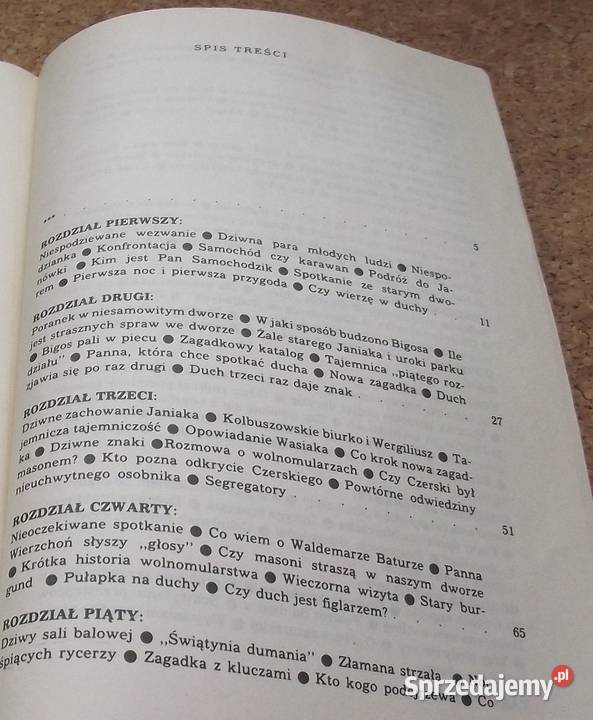 SPIS TREŚCI
*** . . . . . . . . . . 5
ROZDZIAŁ PIERWSZY:
Niespodziewane wezwanie ● Dziwna para młodych ludzi ● Niespo-
dzianka ● Konfrontacja ● Samochód czy karawan ● Podróż do Ja-
nówki ● Kim jest Pan Samochodzik ● Spotkanie ze starym dwo-
rem ● Pierwsza noc i pierwsza przygoda ● Czy wierzę w duchy . . 11
ROZDZIAŁ DRUGI:
Poranek w niesamowitym dworze ● W jaki sposób budzono Bigosa ● Ile
jest strasznych spraw we dworze ● Żale starego Janiaka i uroki parku
● Bigos pali w piecu ● Zagadkowy katalog ● Tajemnica „piątego roz-
działu" ● Panna, która chce spotkać ducha ● Nowa zagadka ● Duch
zjawia się po raz drugi ● Duch trzeci raz daje znak . . . . . . 27
ROZDZIAŁ TRZECI:
Dziwne zachowanie Janiaka ● Kolbuszowskie biurko i Wergiliusz ● Ta-
jemnicza tajemniczość ● Opowiadanie Wasiaka ● Co krok nowa zagad-
ka ● Dziwne znaki ● Rozmowa o wolnomularzach ● Czy Czerski był
masonem? ● Kto pozna odkrycie Czerskiego ● Powtórne odwiedziny
nieuchwytnego osobnika ● Segregatory . . . . . . . . 51
ROZDZIAŁ CZWARTY:
Nieoczekiwane spotkanie ● Co wiem o Waldemarze Baturze ● Panna
Wierzchoń słyszy „głosy" ● Czy masoni straszą w naszym dworze
● Krótka historia wolnomularstwa ● Wieczorna wizyta ● Stary bur-
gund ● Pułapka na duchy ● Czy duch jest figlarzem? . . . . 65
ROZDZIAŁ PIĄTY:
Dziwy sali balowej ● „Świątynia dumania" ● Złamana strzała ●
śpiących rycerzy ● Zagadka z kluczami ● Kto kogo podejrzewa ● Co
Sprzedajemy.pl